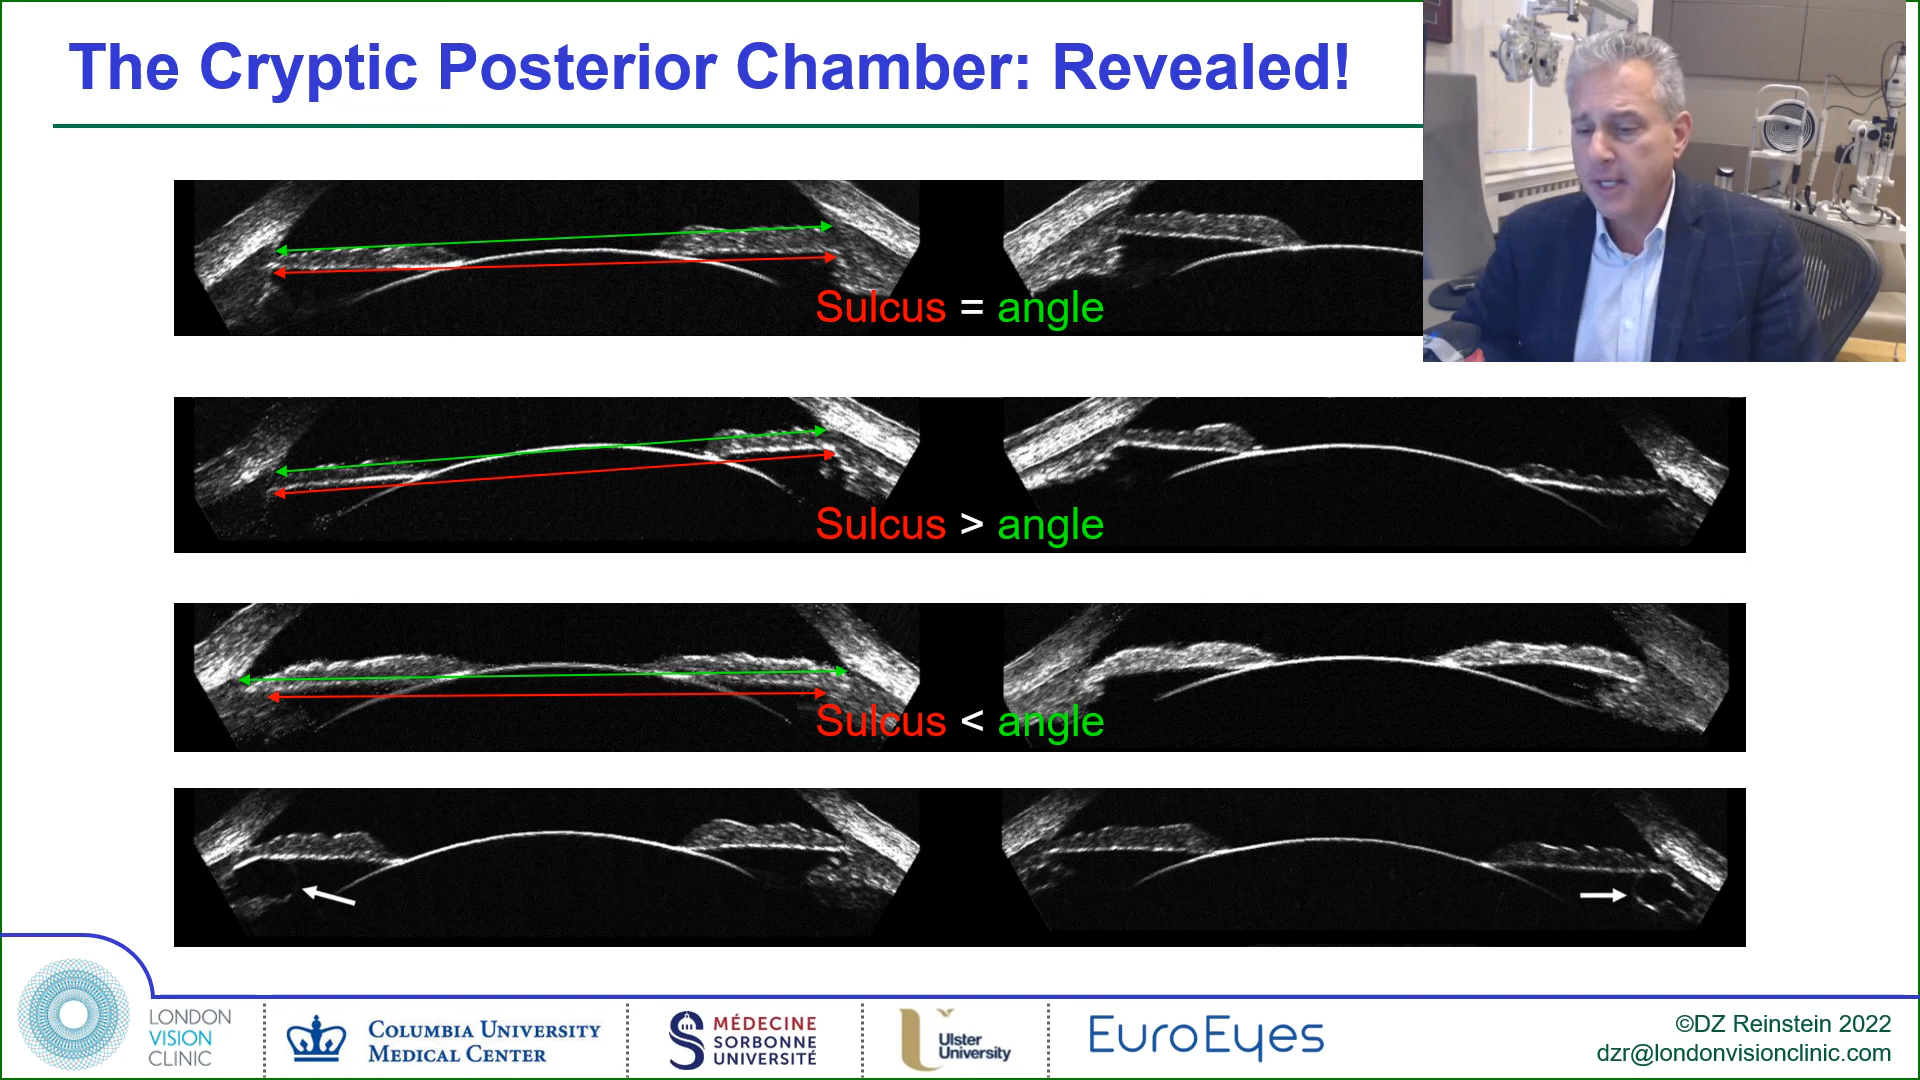 The Cryptic Posterior Chamber: Revealed!
Sulcus = angle
Sulcus > angle
Sulcus < angle
LONDON
VISION
CLINIC
COLUMBIA UNIVERSITY
MEDICAL CENTER
MÉDECINE
SORBONNE
UNIVERSITÉ
Ulster
University
EuroEyes
©DZ Reinstein 2022
dzr@londonvisionclinic.com